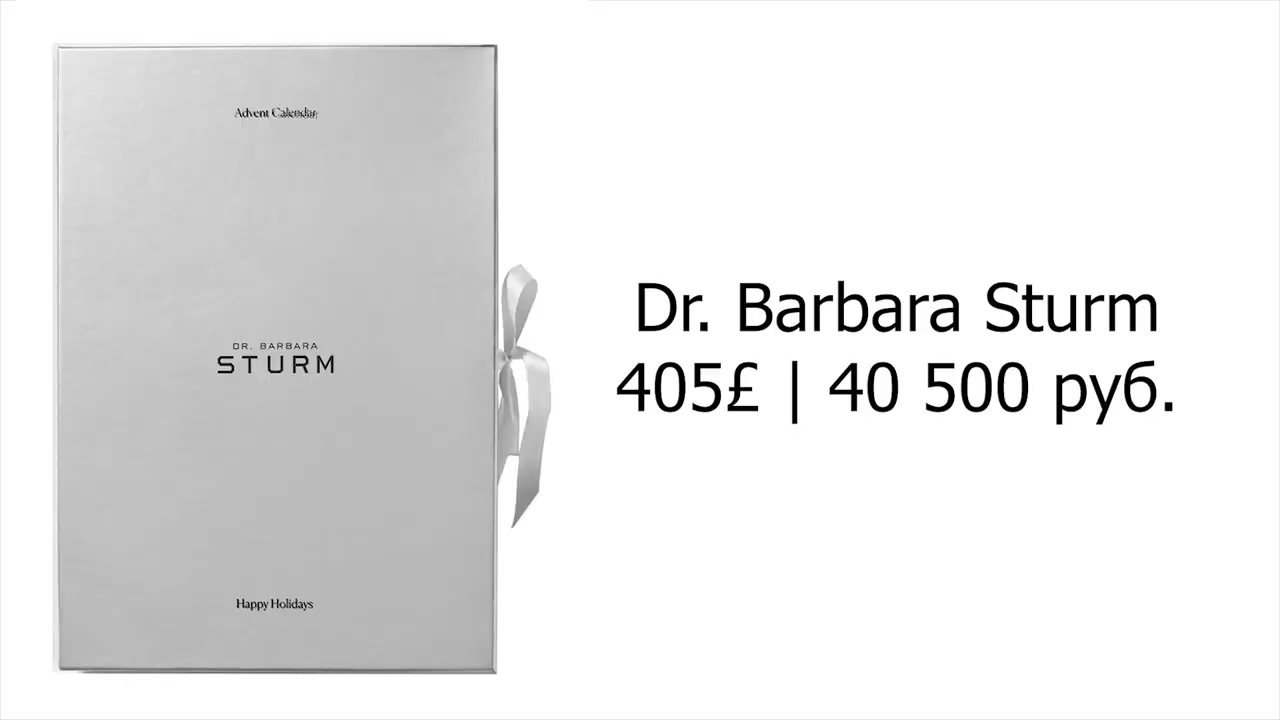 Advent Calendar
DR. BARBARA
STURM
Happy Holidays
Dr. Barbara Sturm
405£ | 40 500 руб.